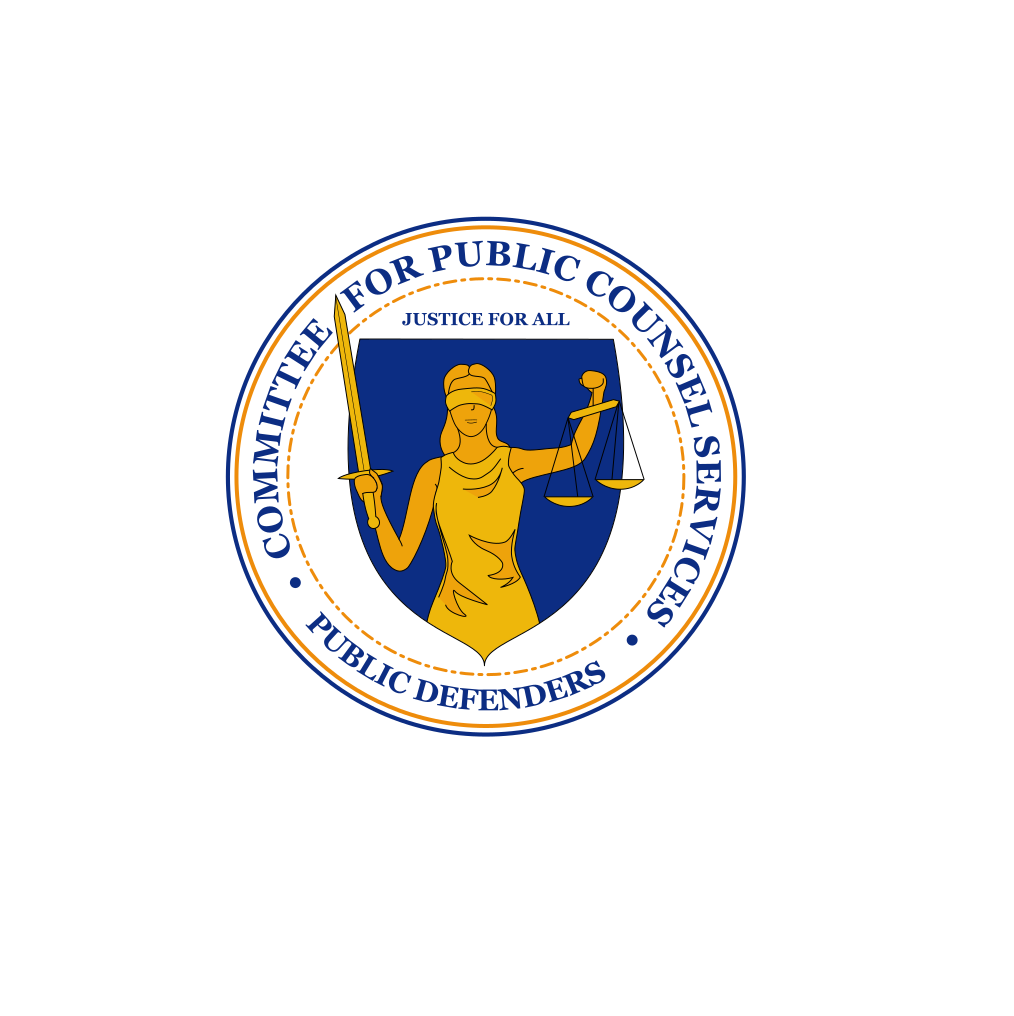 COMMITTEE FOR PUBLIC COUNSEL SERVICES
JUSTICE FOR ALL
PUBLIC DEFENDERS